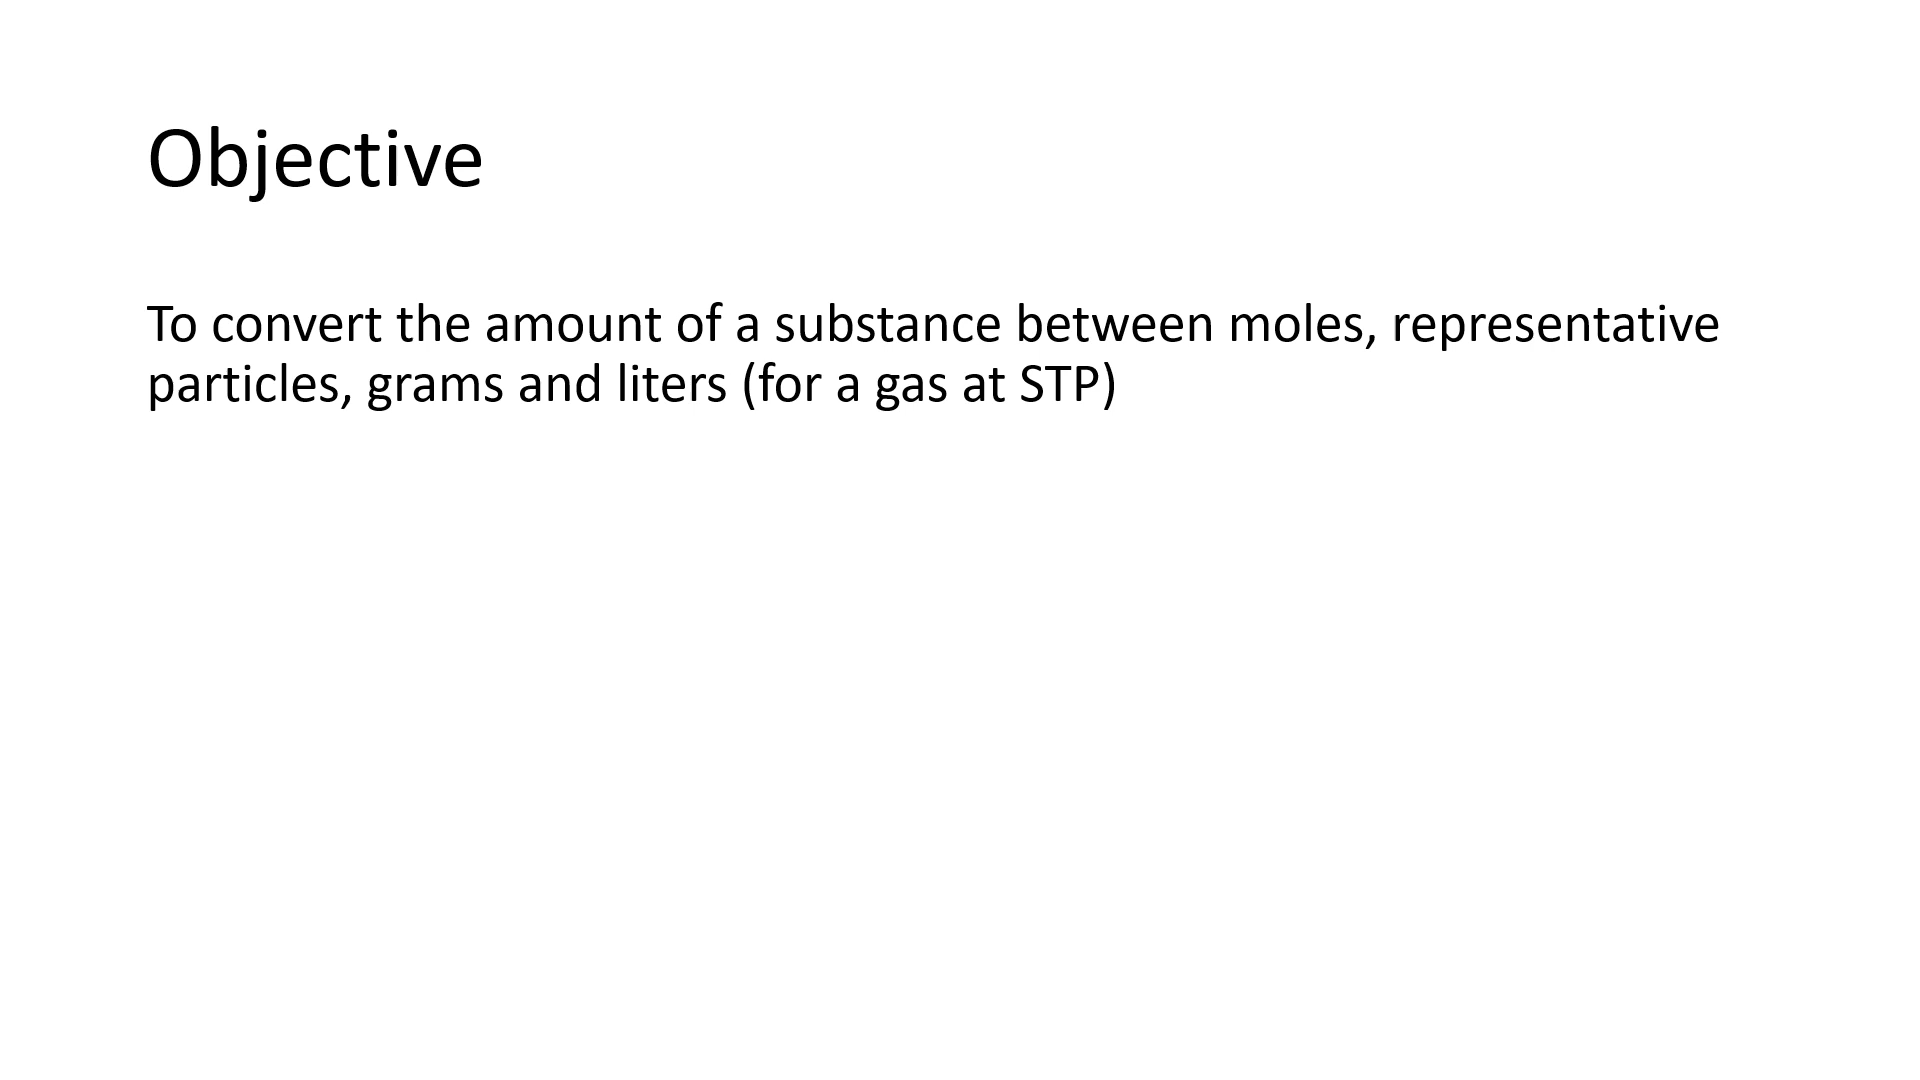 Objective
To convert the amount of a substance between moles, representative
particles, grams and liters (for a gas at STP)